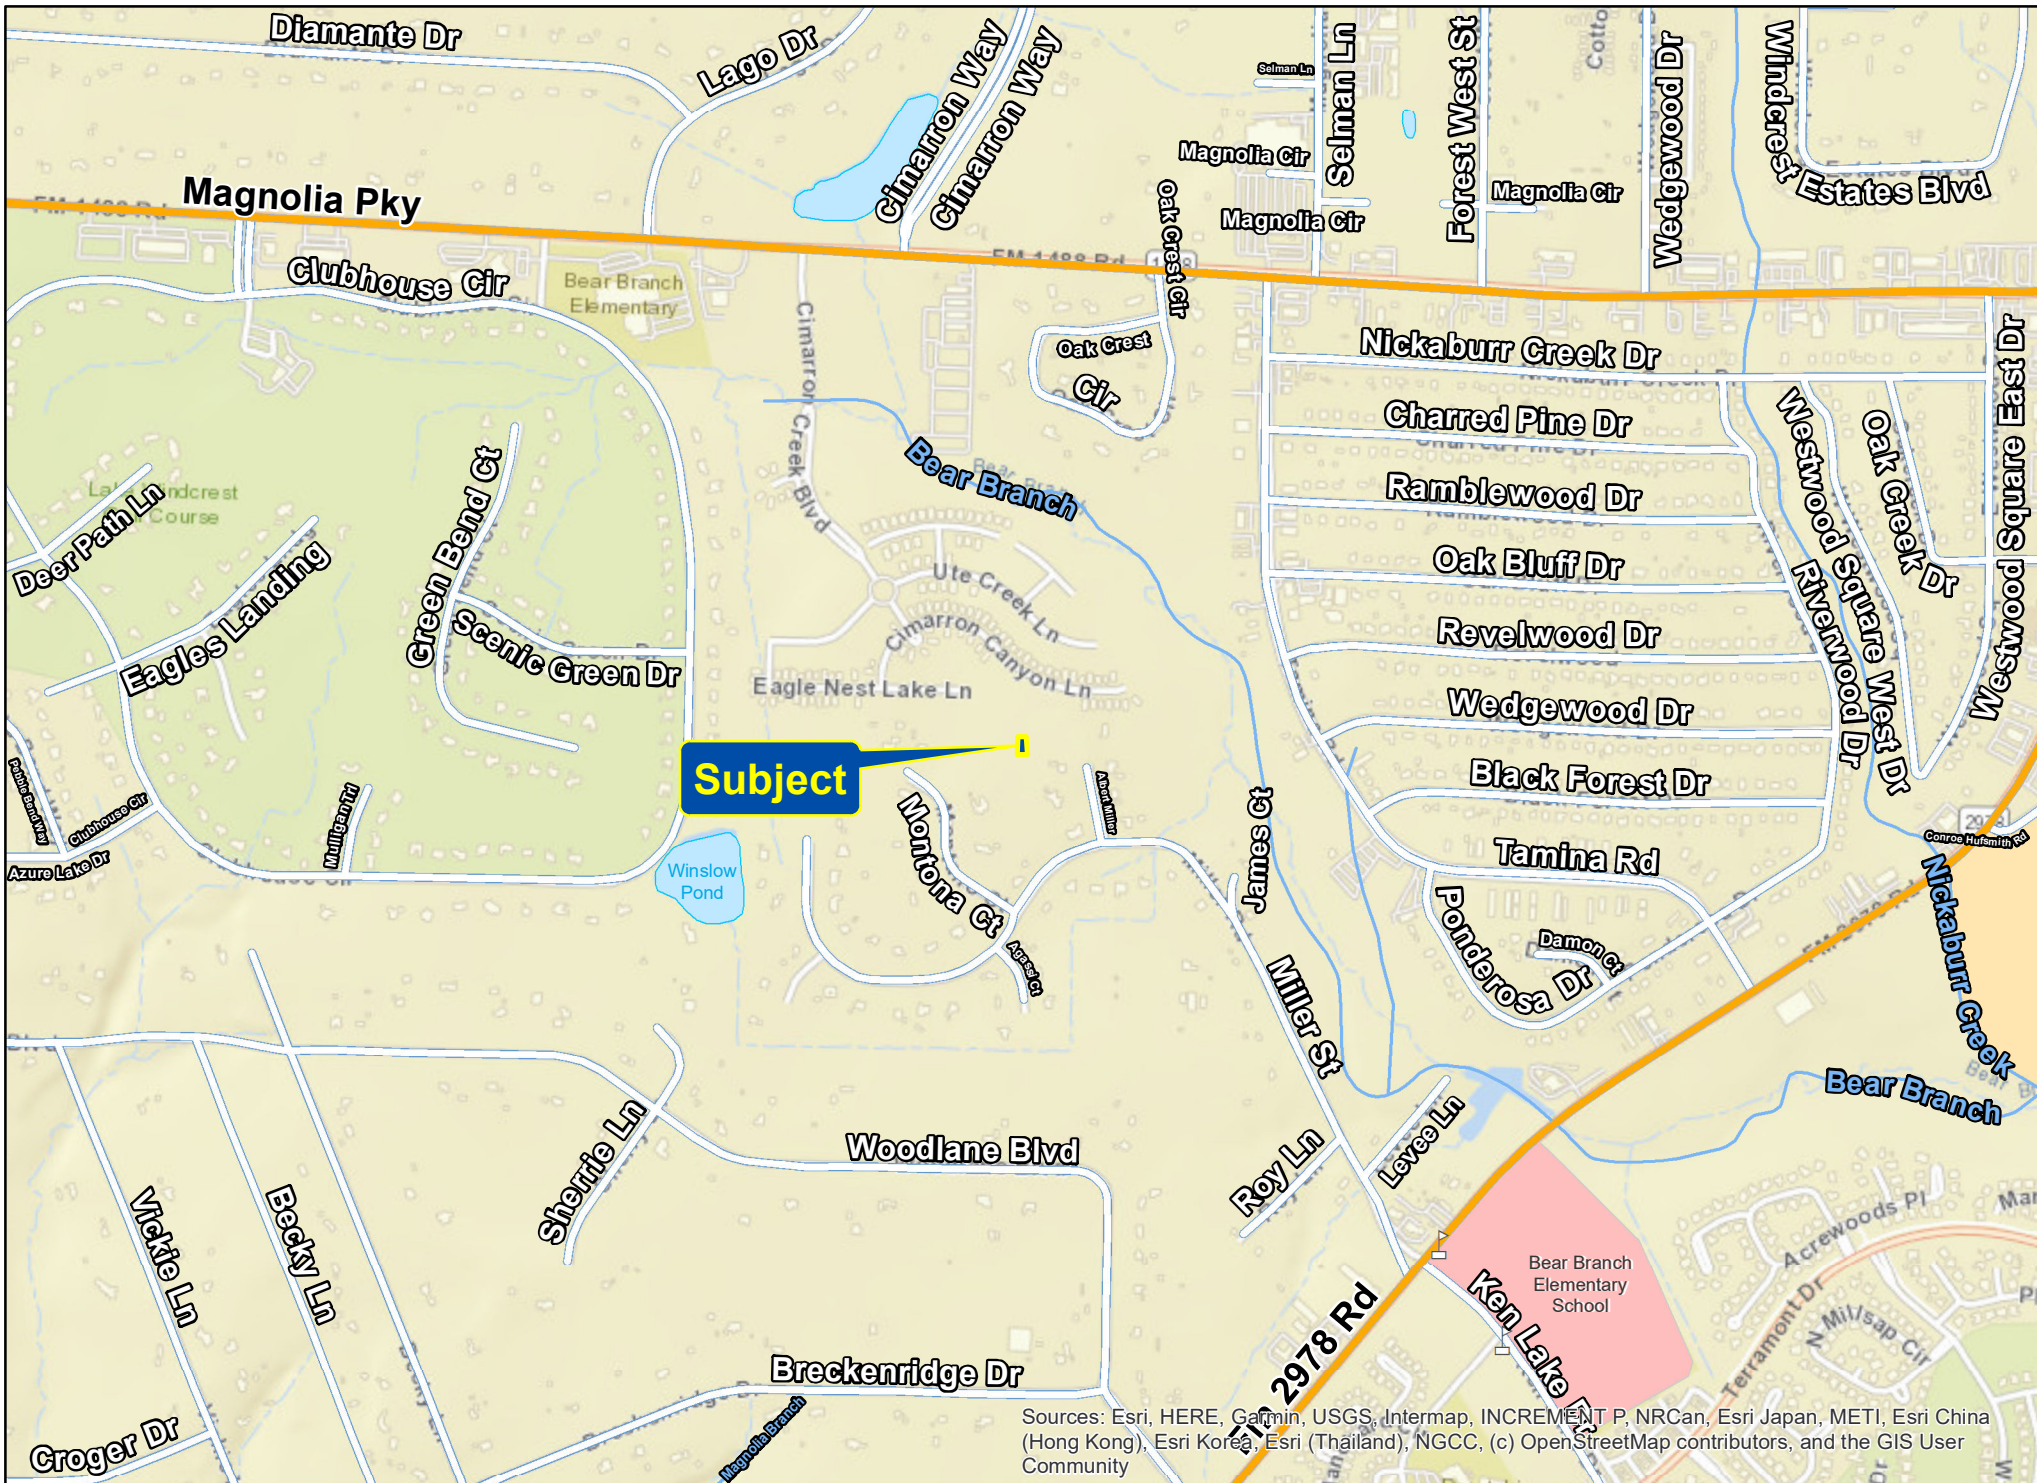 Diamante Dr
Lago Dr
Cimarron Way
Cimarron Way
Selman Ln
Selman Ln
Forest West St
Wedgewood Dr
Windcrest
Estates Blvd
Magnolia Cir
Magnolia Cir
Magnolia Cir
Magnolia Pky
FM 1488 Rd
Oak Crest Cir
Clubhouse Cir
Bear Branch
Elementary
Oak Crest
Cir
Cimarron Creek Blvd
Nickaburr Creek Dr
Charred Pine Dr
Ramblewood Dr
Oak Bluff Dr
Revelwood Dr
Wedgewood Dr
Black Forest Dr
Tamina Rd
Westwood Square West Dr
Oak Creek Dr
Westwood Square East Dr
Riverwood Dr
Bear Branch
Deer Path Ln
Eagles Landing
Green Bend Ct
Scenic Green Dr
Ute Creek Ln
Cimarron Canyon Ln
Eagle Nest Lake Ln
Subject
Pebble Bend Way
Clubhouse Cir
Azure Lake Dr
Mulligan Trl
Winslow
Pond
Montona Ct
Albert Miller
Agassi Ct
James Ct
Miller St
Ponderosa Dr
Damon Ct
2978
Conroe Hufsmith Rd
Nickaburr Creek
Bear Branch
Sherrie Ln
Woodlane Blvd
Roy Ln
Levee Ln
Vickie Ln
Becky Ln
Croger Dr
Breckenridge Dr
Magnolia Branch
Fm 2978 Rd
Ken Lake Dr
Bear Branch
Elementary
School
Acrewoods Pl
Terramont Dr
N Millsap Cir
Sources: Esri, HERE, Garmin, USGS, Intermap, INCREMENT P, NRCan, Esri Japan, METI, Esri China
(Hong Kong), Esri Korea, Esri (Thailand), NGCC, (c) OpenStreetMap contributors, and the GIS User
Community